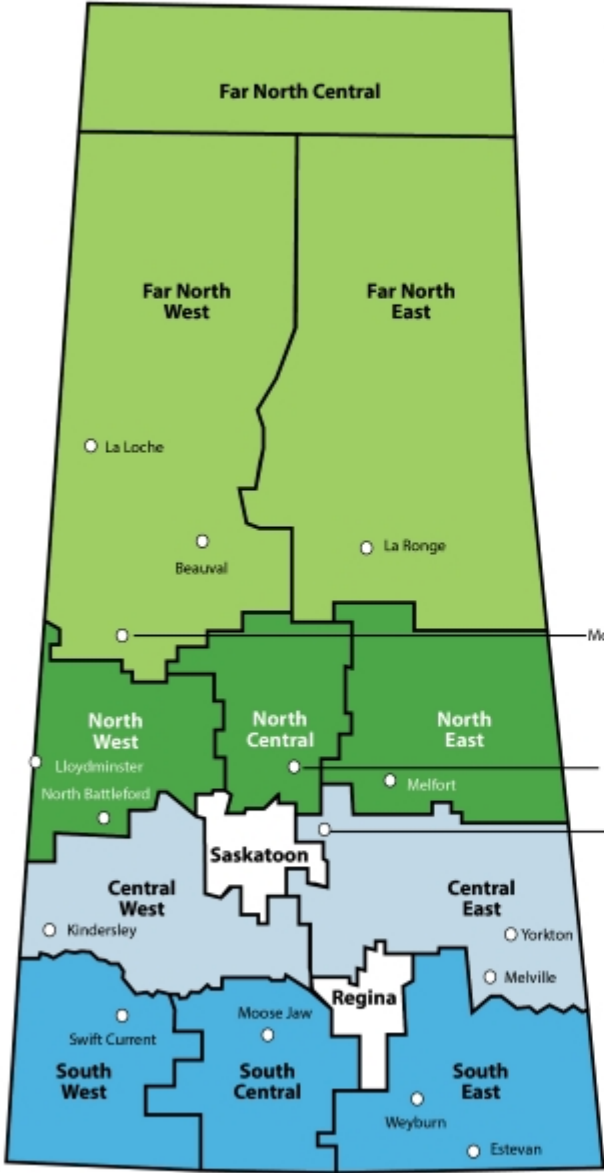 Far North Central
Far North
West
Far North
East
La Loche
Beauval
La Ronge
North
West
North
Central
North
East
Lloydminster
North Battleford
Melfort
Saskatoon
Central
West
Central
East
Kindersley
Yorkton
Melville
Regina
Moose Jaw
Swift Current
South
West
South
Central
South
East
Weyburn
Estevan